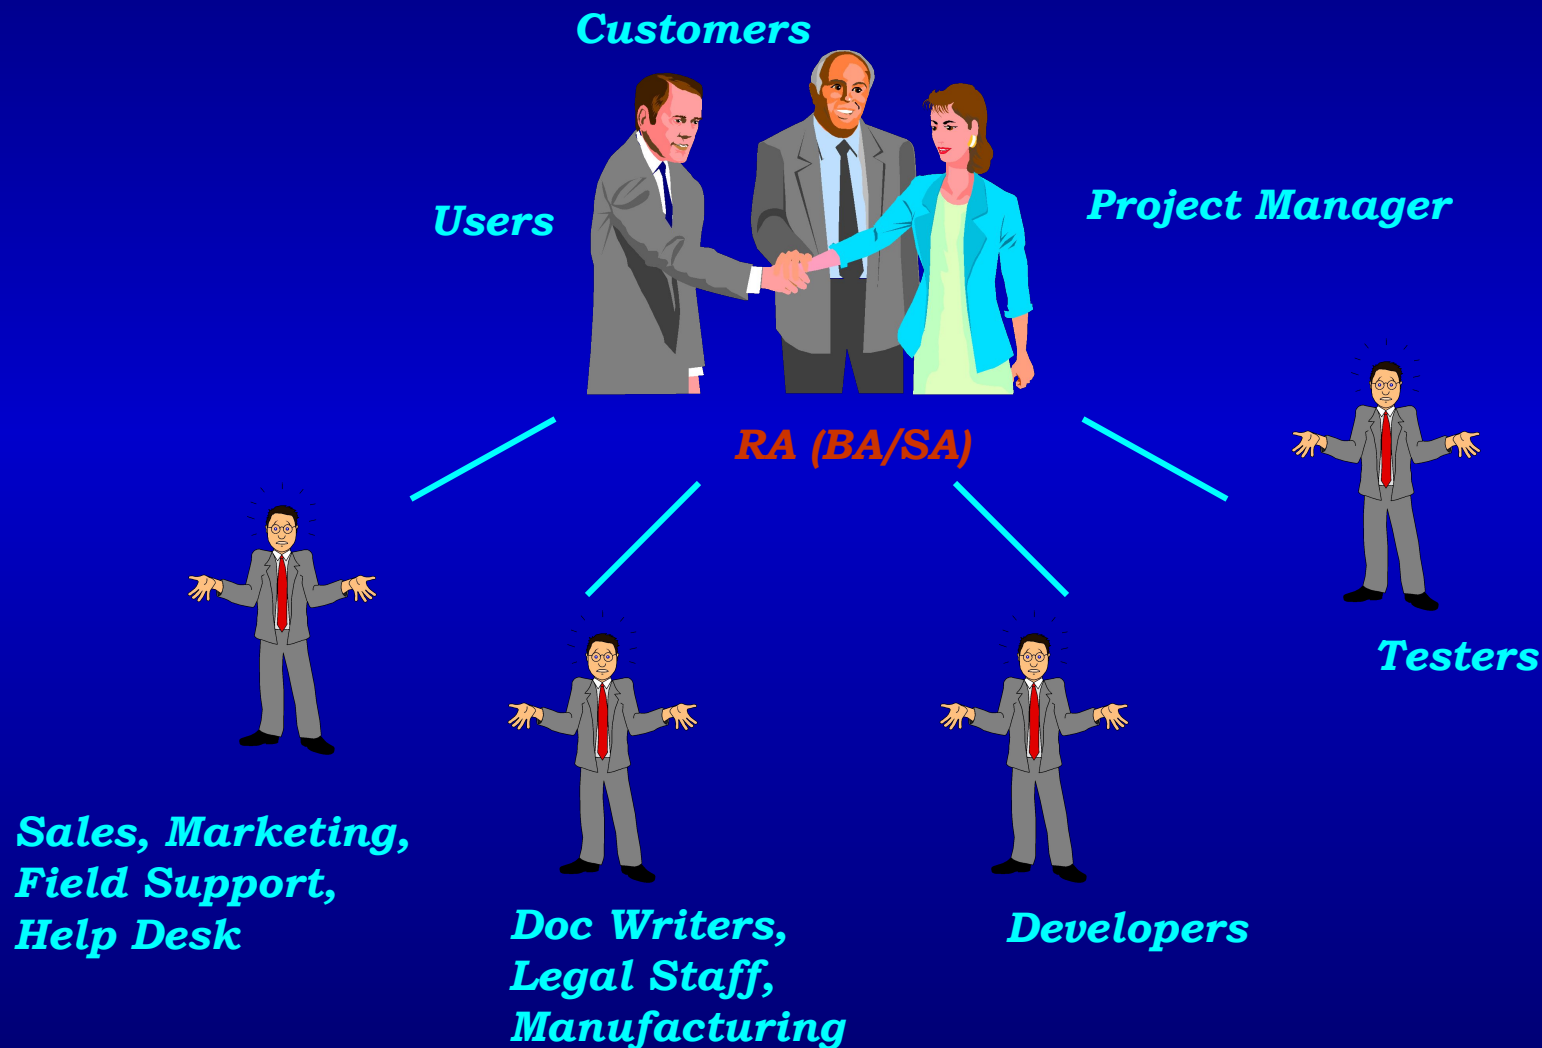 Customers
Users
Project Manager
RA (BA/SA)
Testers
Sales, Marketing,
Field Support,
Help Desk
Doc Writers,
Legal Staff,
Manufacturing
Developers